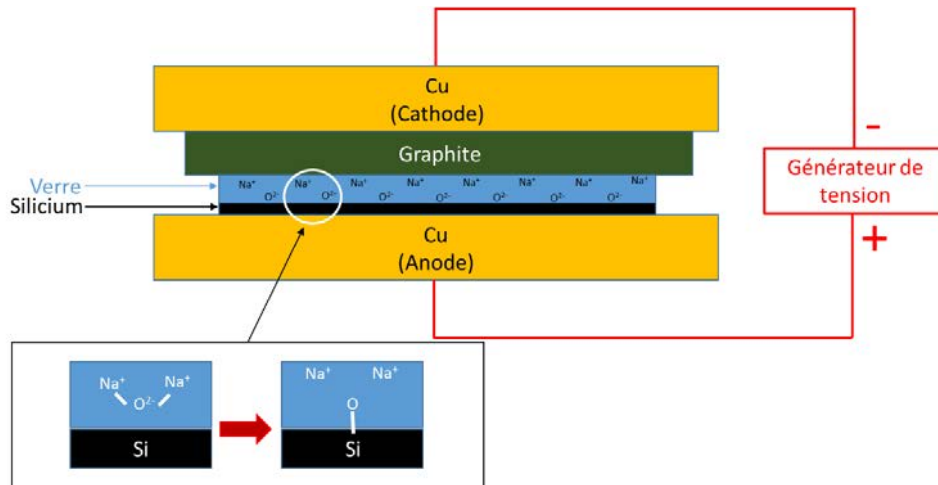 Cu
(Cathode)
-
Graphite
Générateur de
tension
Verre
Na⁺ Na⁺ Na⁺ Na⁺ Na⁺ Na⁺ Na⁺ Na⁺
O²⁻ O²⁻ O²⁻ O²⁻ O²⁻ O²⁻ O²⁻
Silicium
+
Cu
(Anode)
Na⁺ Na⁺
O²⁻
Si
Na⁺ Na⁺
O
Si